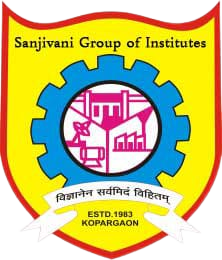 Sanjivani Group of Institutes
विज्ञानेन सर्वमिदं विहितम्
ESTD.1983
KOPARGAON